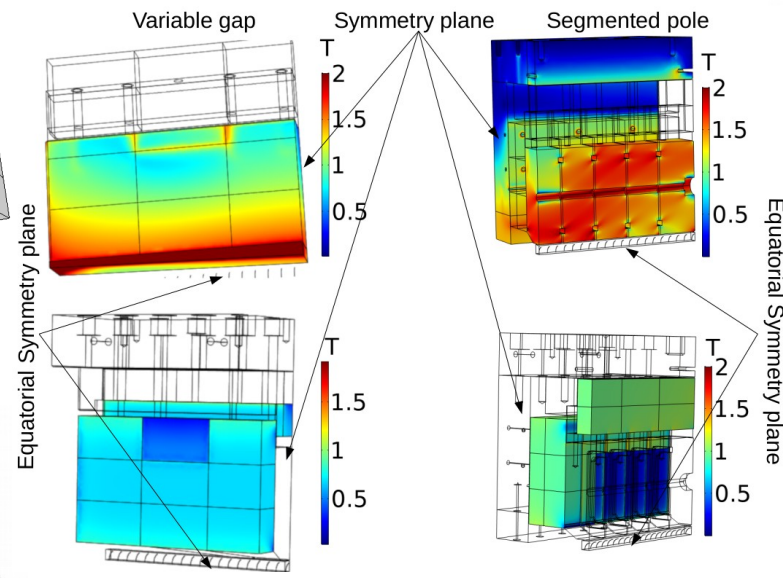 Variable gap
Symmetry plane
Segmented pole
T
2
1.5
1
0.5
T
2
1.5
1
0.5
Equatorial Symmetry plane
Equatorial Symmetry plane
T
1.5
1
0.5
T
2
1.5
1
0.5